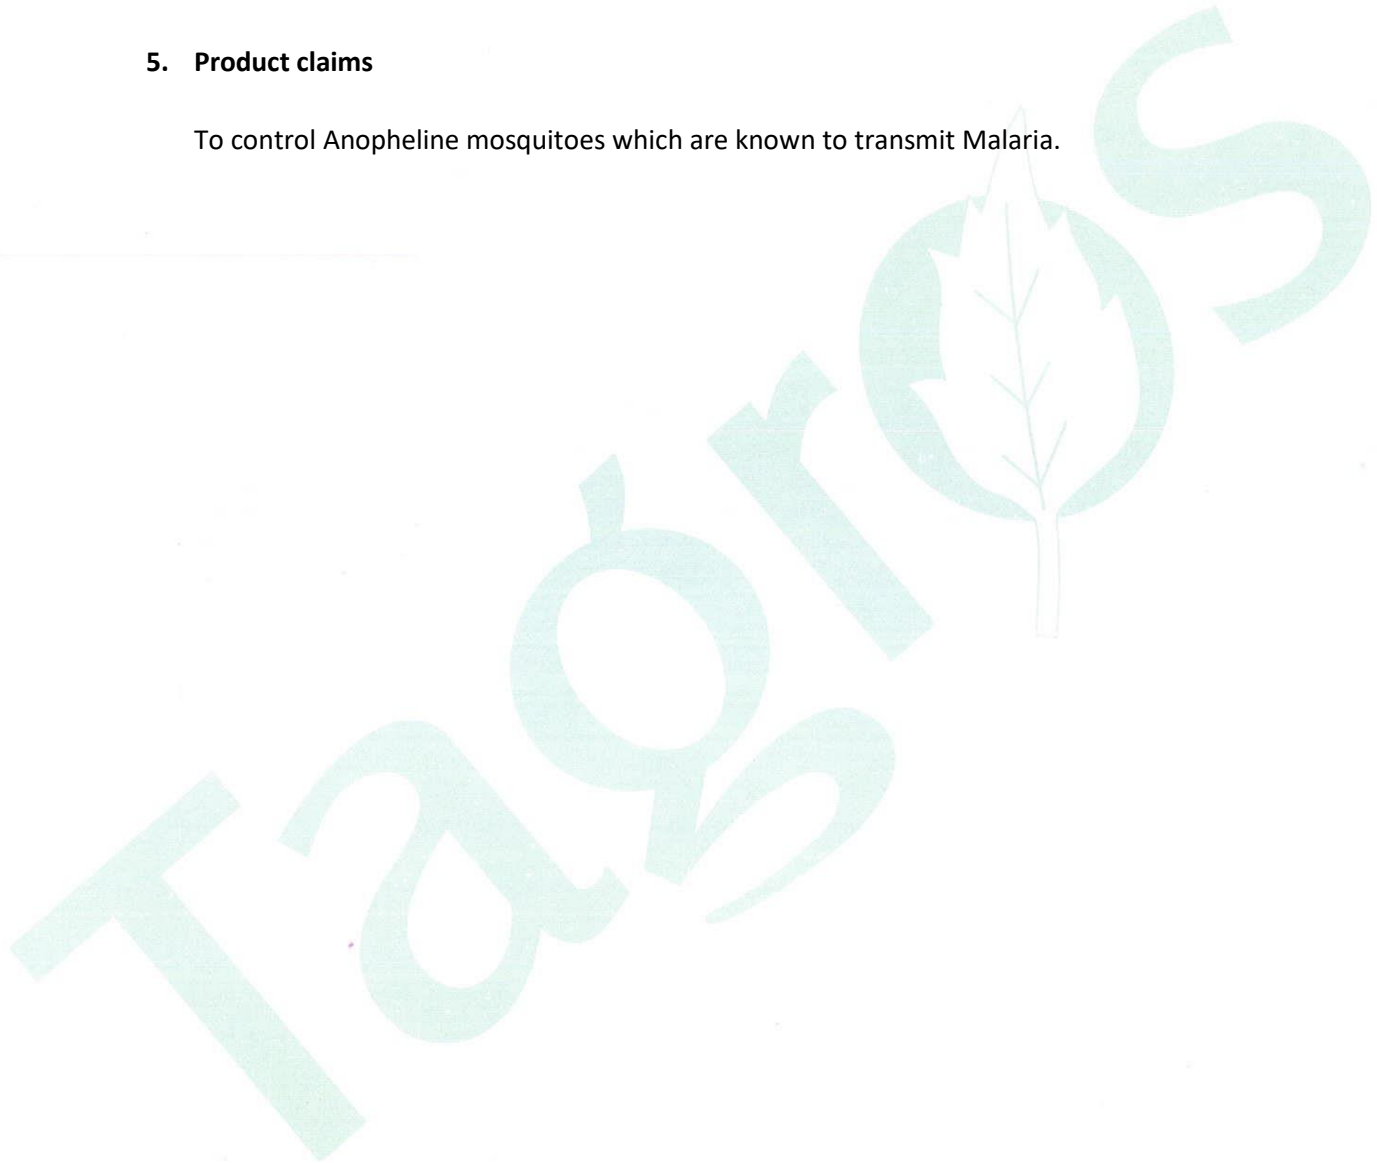 5. Product claims
To control Anopheline mosquitoes which are known to transmit Malaria.
Tagros